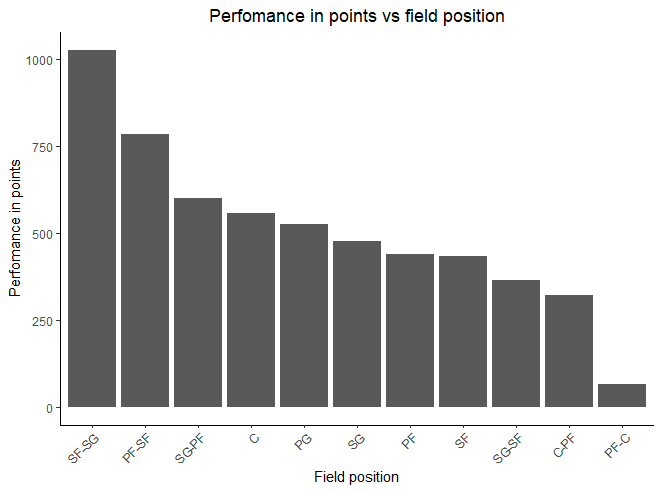 Perfomance in points vs field position
Perfomance in points
1000
750
500
250
0
SF-SG
PF-SF
SG-PF
C
PG
SG
PF
SF
SG-SF
C-PF
PF-C
Field position